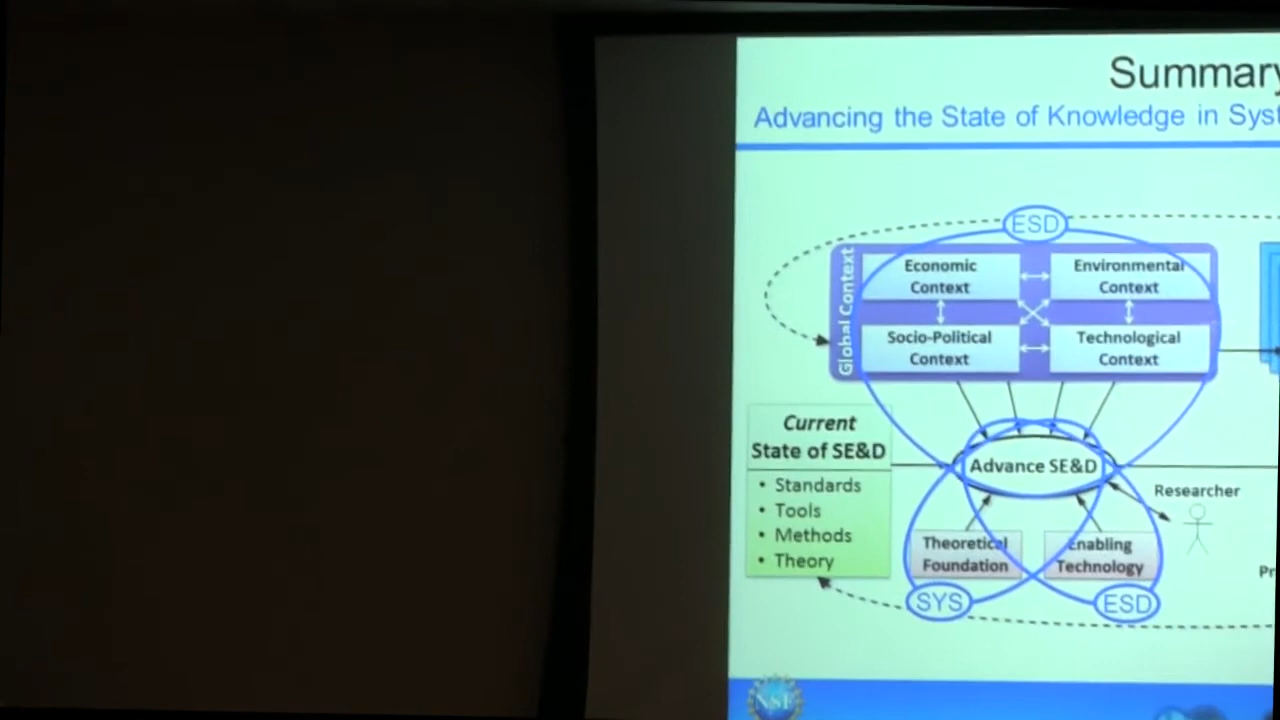 Summary
Advancing the State of Knowledge in Syst
ESD
Global Context
Economic
Context
Environmental
Context
Socio-Political
Context
Technological
Context
Current
State of SE&D
• Standards
• Tools
• Methods
• Theory
Advance SE&D
Researcher
Theoretical
Foundation
Enabling
Technology
SYS
ESD
NSF